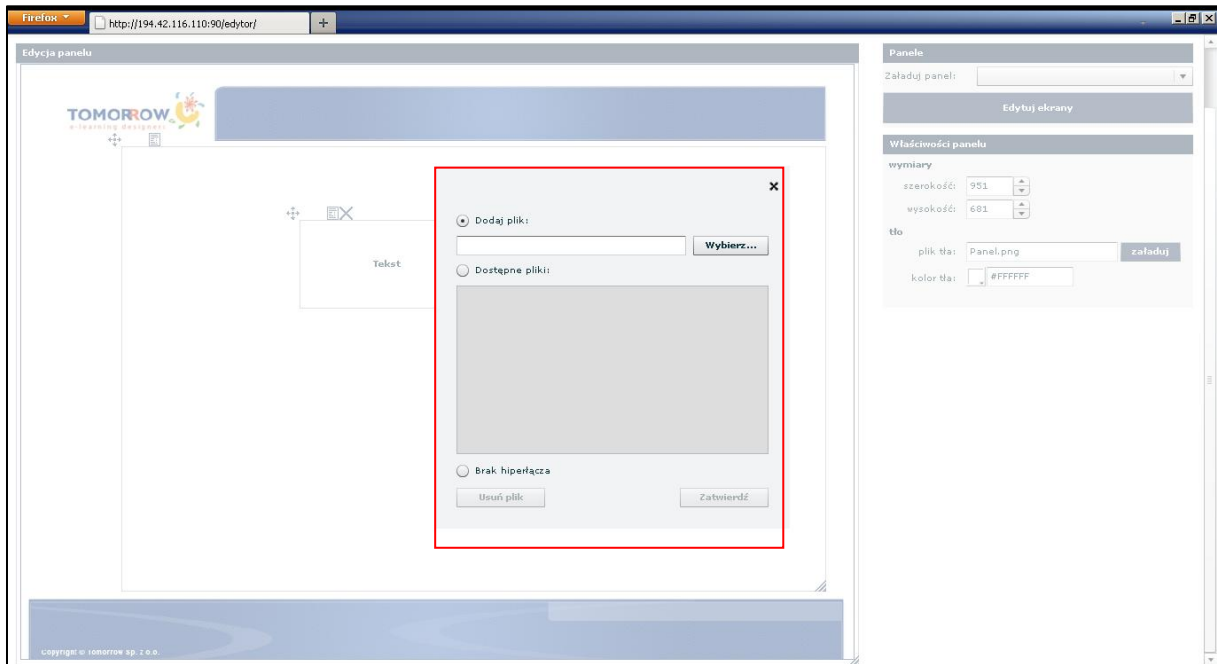 Firefox
http://194.42.116.110:90/edytor/
+
Edycja panelu
TOMORROW
e-learning designer
Tekst
Dodaj plik:
Wybierz...
Dostępne pliki:
Brak hiperłącza
Usuń plik
Zatwierdź
Copyright © Tomorrow sp. z o.o.
Panele
Załaduj panel:
Edytuj ekrany
Właściwości panelu
wymiary
szerokość: 951
wysokość: 681
tło
plik tła: Panel.png załaduj
kolor tła: #FFFFFF